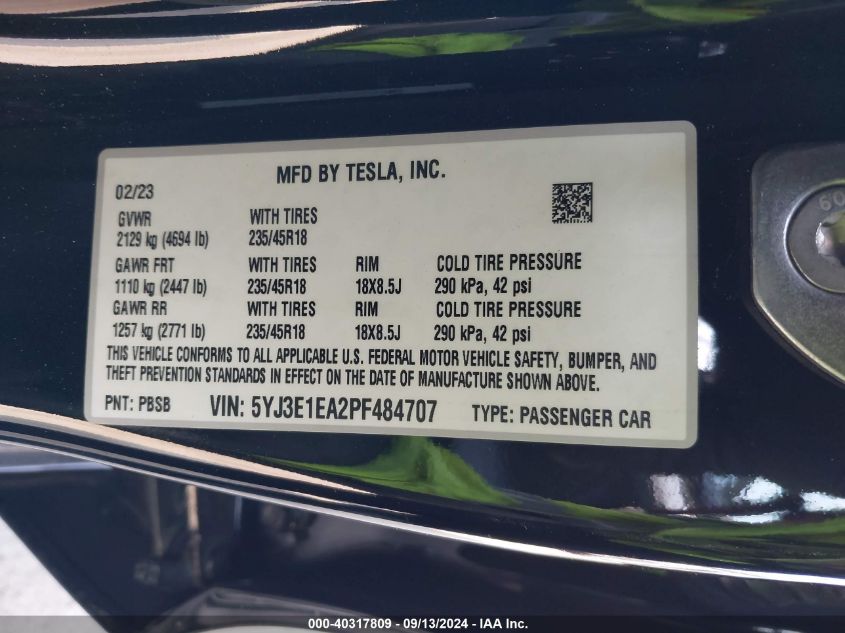 MFD BY TESLA, INC.
02/23
GVWR WITH TIRES
2129 kg (4694 lb) 235/45R18
GAWR FRT WITH TIRES RIM COLD TIRE PRESSURE
1110 kg (2447 lb) 235/45R18 18X8.5J 290 kPa, 42 psi
GAWR RR WITH TIRES RIM COLD TIRE PRESSURE
1257 kg (2771 lb) 235/45R18 18X8.5J 290 kPa, 42 psi
THIS VEHICLE CONFORMS TO ALL APPLICABLE U.S. FEDERAL MOTOR VEHICLE SAFETY, BUMPER, AND
THEFT PREVENTION STANDARDS IN EFFECT ON THE DATE OF MANUFACTURE SHOWN ABOVE.
PNT: PBSB VIN: 5YJ3E1EA2PF484707 TYPE: PASSENGER CAR
000-40317809 - 09/13/2024 - IAA Inc.